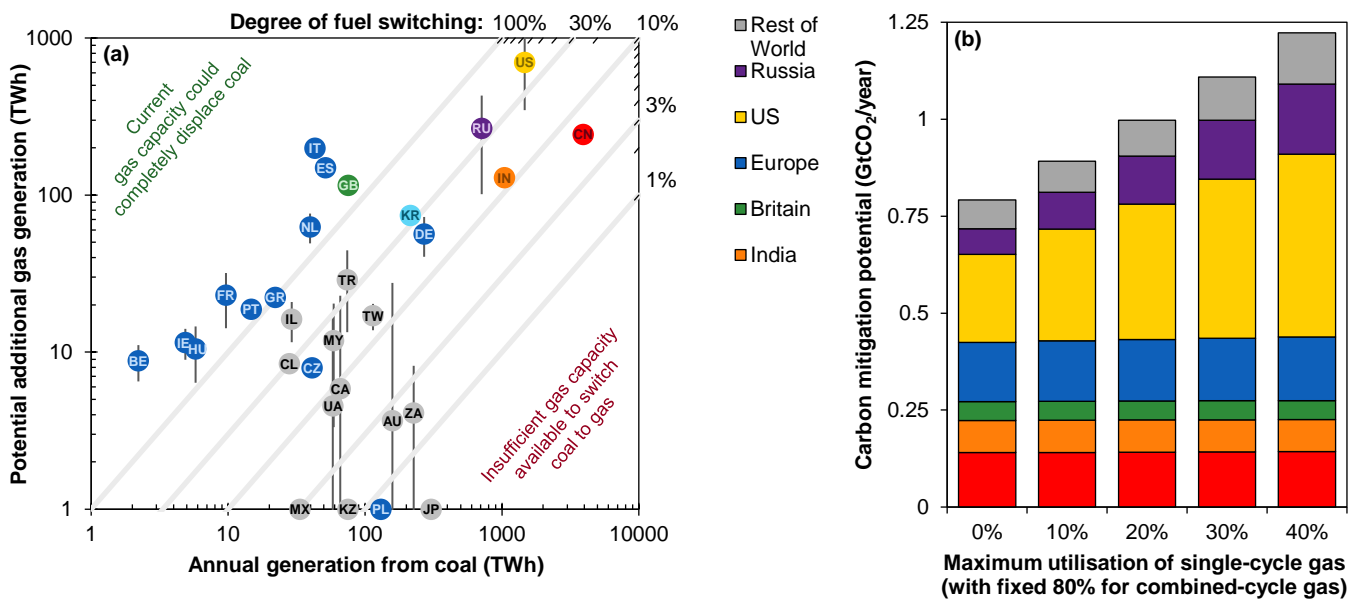 Degree of fuel switching: 100% 30% 10%
(a)
3%
1%
Current
gas capacity could
completely displace coal
Insufficient gas capacity
available to switch
coal to gas
Potential additional gas generation (TWh)
1000
100
10
1
US
RU
CN
IT
ES
GB
IN
KR
DE
NL
TR
FR
PT
GR
IL
TW
MY
IE
HU
BE
CL
CZ
CA
UA
AU
ZA
MX
KZ
PL
JP
1 10 100 1000 10000
Annual generation from coal (TWh)
Rest of
World
Russia
US
Europe
Britain
India
(b)
Carbon mitigation potential (GtCO₂/year)
1.25
1
0.75
0.5
0.25
0
0% 10% 20% 30% 40%
Maximum utilisation of single-cycle gas
(with fixed 80% for combined-cycle gas)